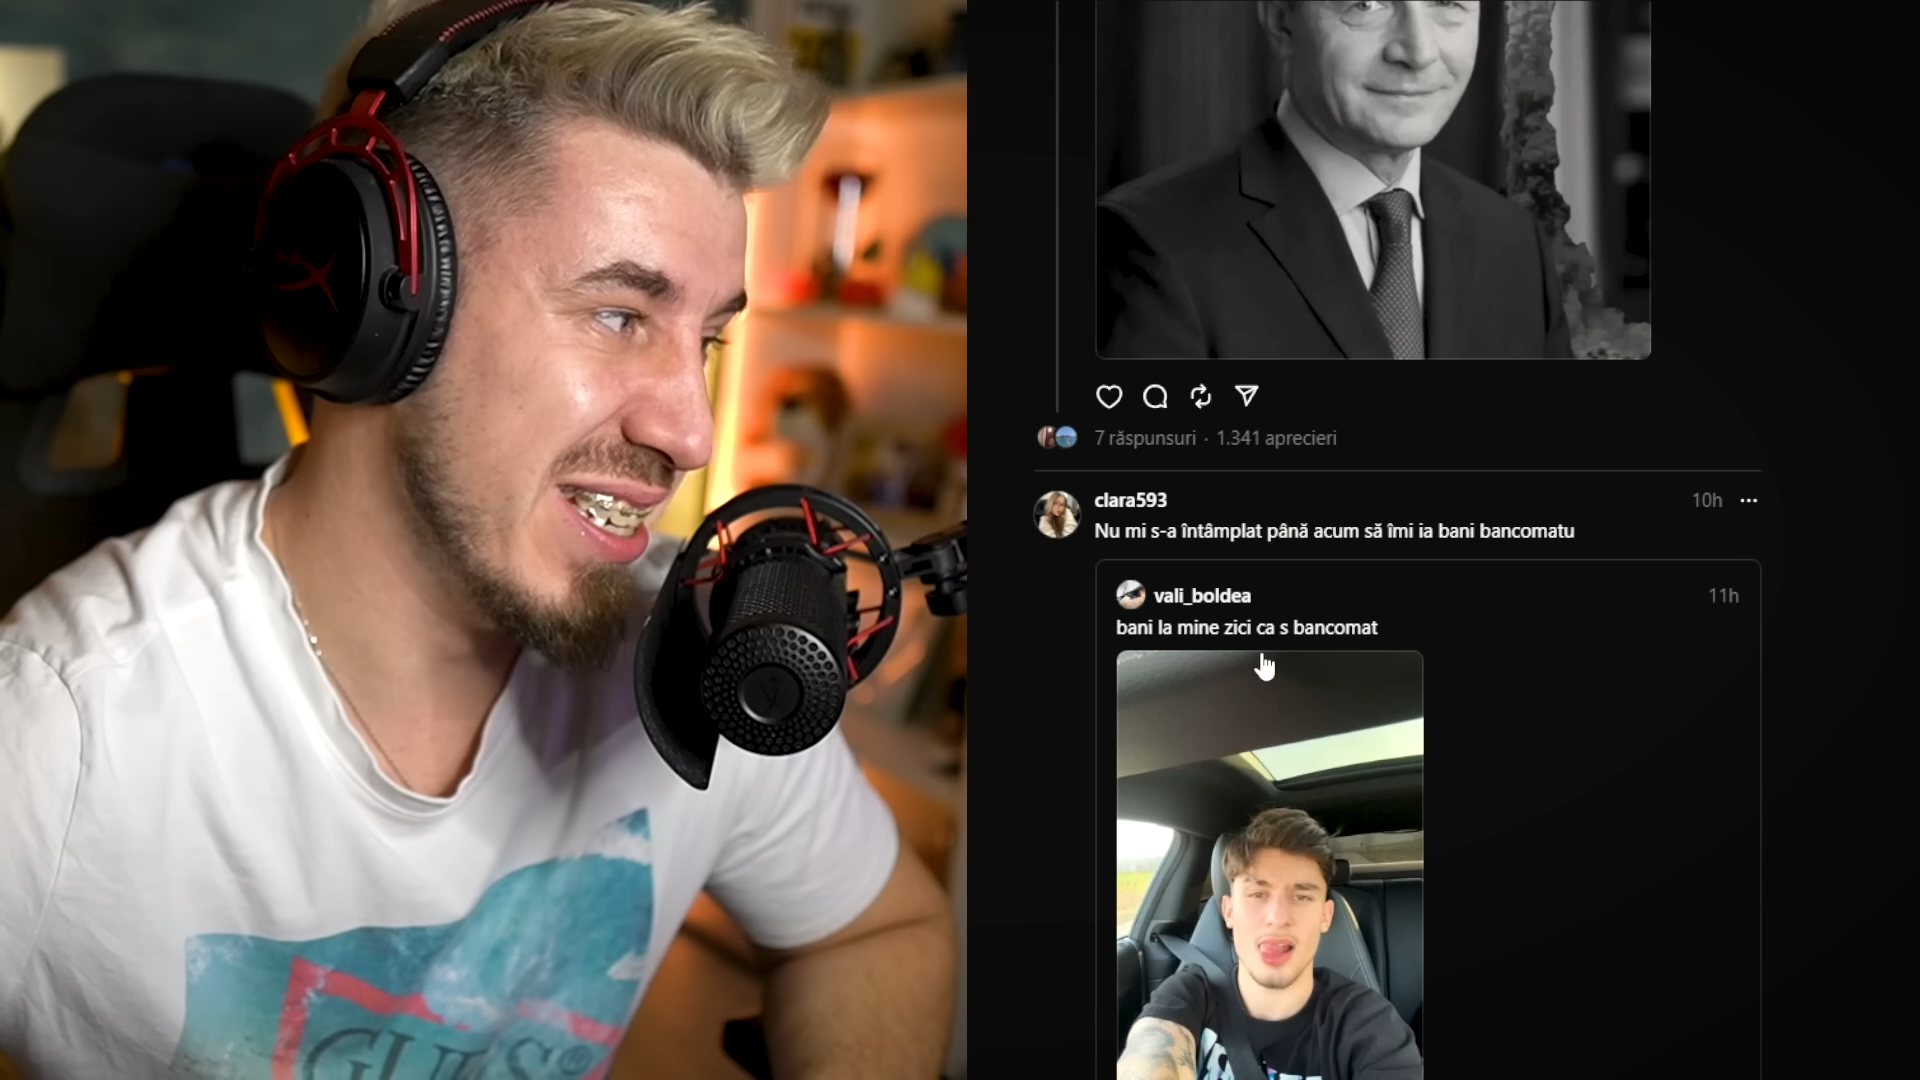 7 răspunsuri · 1.341 aprecieri
clara593
10h
Nu mi s-a întâmplat până acum să îmi ia bani bancomatu
vali_boldea
11h
bani la mine zici ca s bancomat